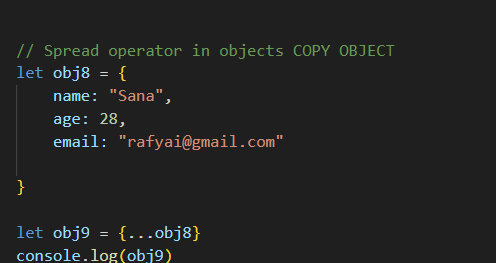 // Spread operator in objects COPY OBJECT
let obj8 = {
    name: "Sana",
    age: 28,
    email: "rafyai@gmail.com"
}
let obj9 = {...obj8}
console.log(obj9)